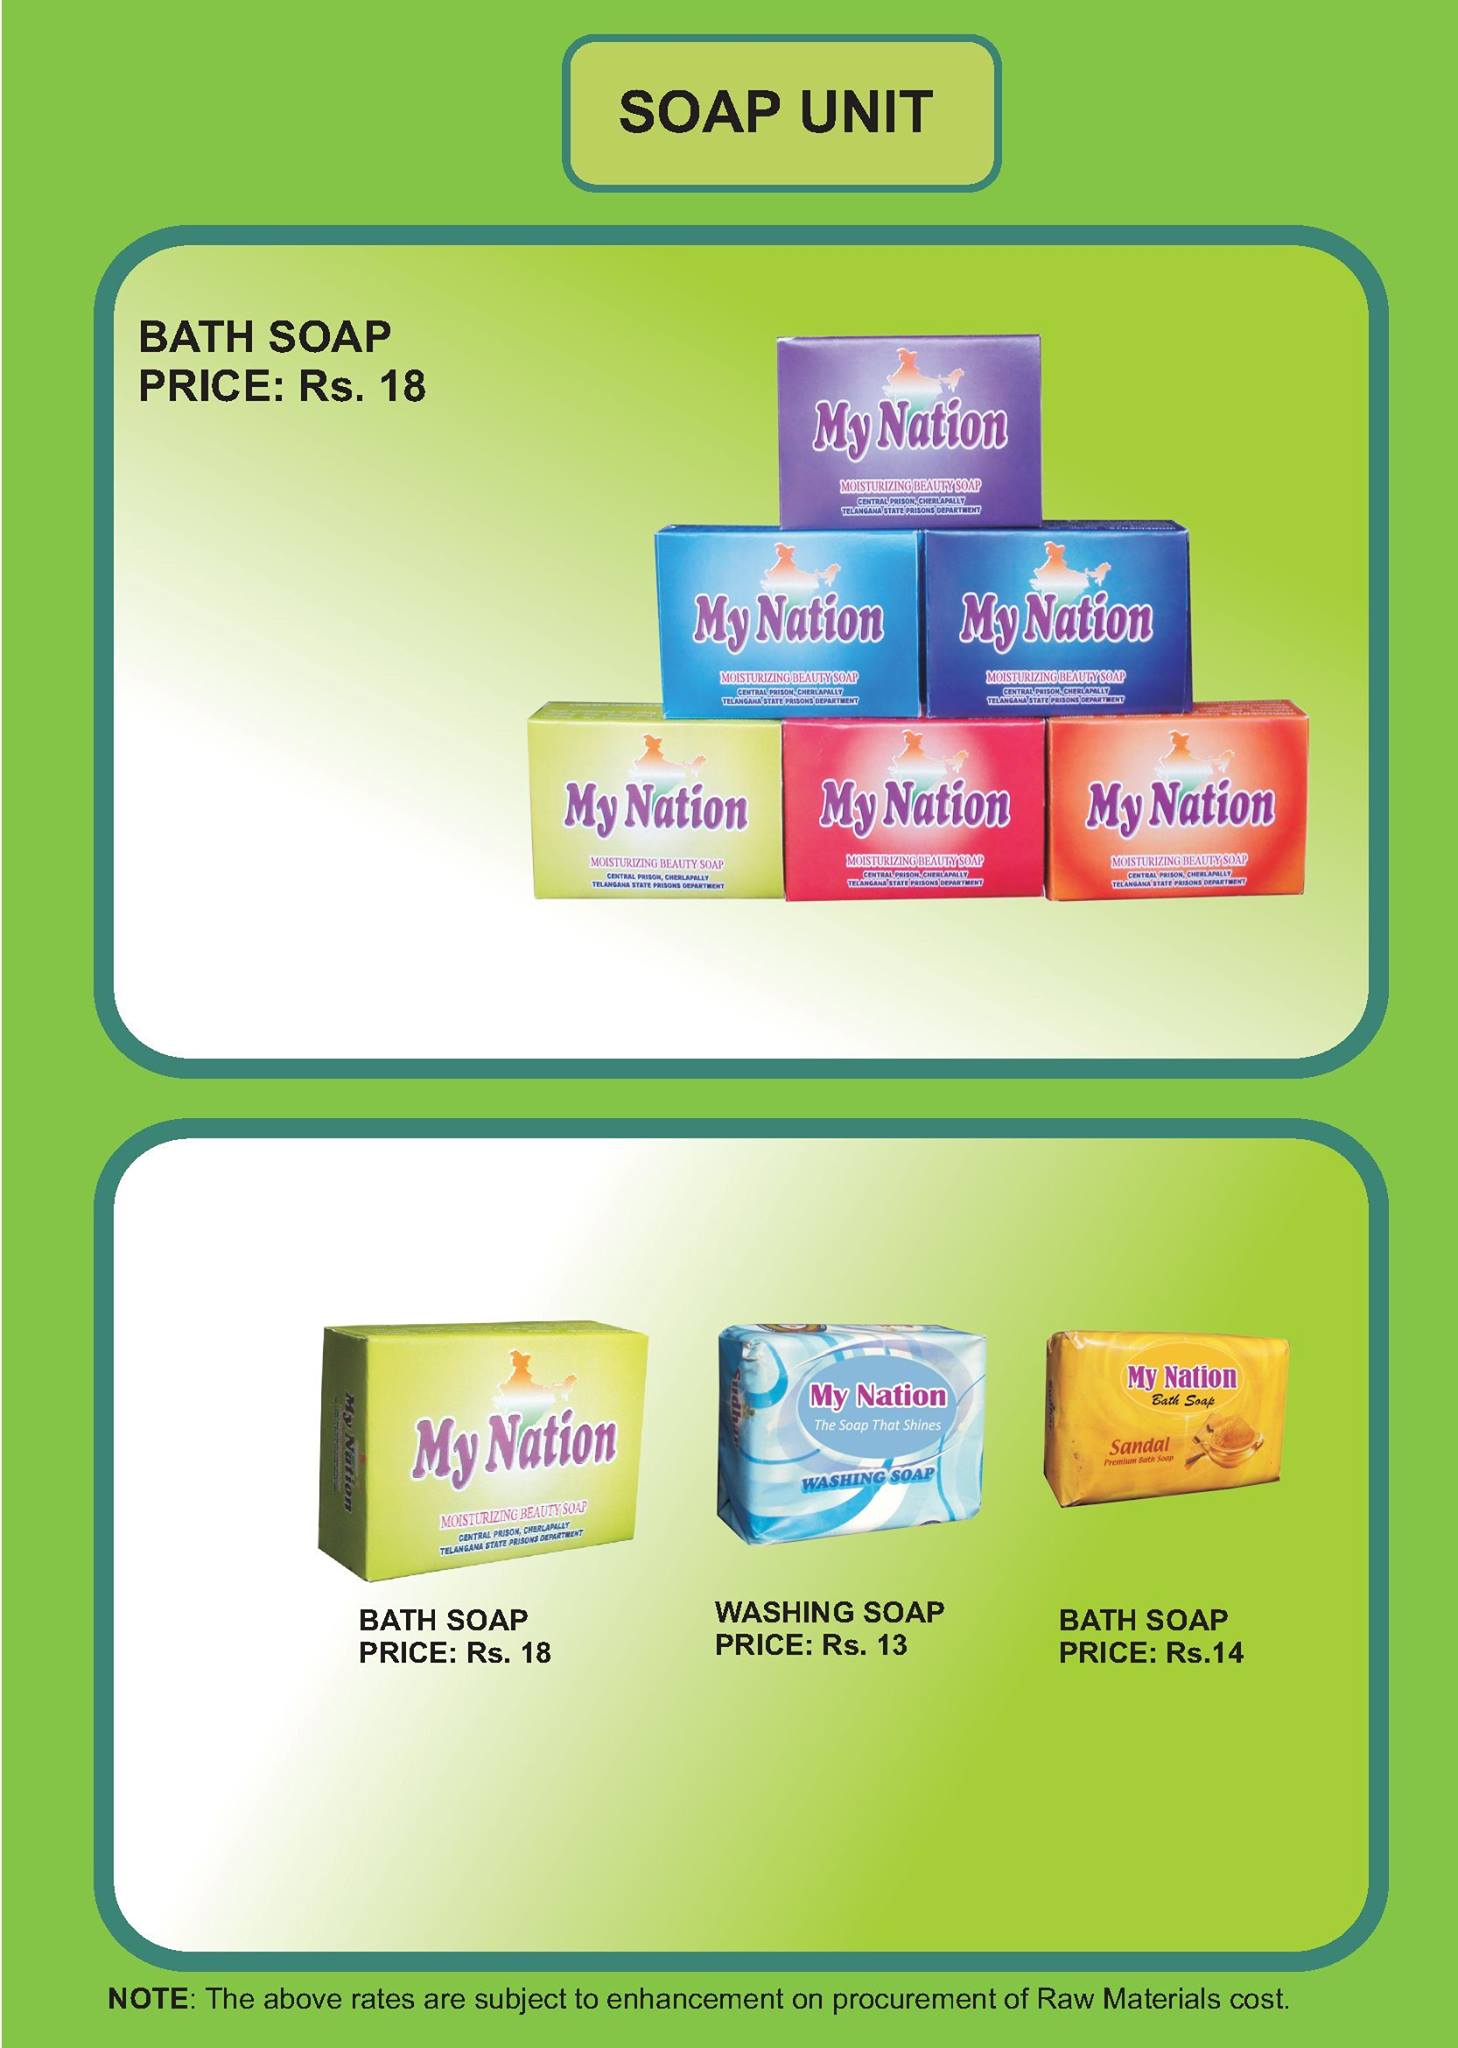 SOAP UNIT
BATH SOAP
PRICE: Rs. 18
My Nation
MOISTURIZING BEAUTY SOAP
CENTRAL PRISON, CHERLAPALLY
TELANGANA STATE PRISONS DEPARTMENT
My Nation
MOISTURIZING BEAUTY SOAP
CENTRAL PRISON, CHERLAPALLY
TELANGANA STATE PRISONS DEPARTMENT
My Nation
MOISTURIZING BEAUTY SOAP
CENTRAL PRISON, CHERLAPALLY
TELANGANA STATE PRISONS DEPARTMENT
My Nation
MOISTURIZING BEAUTY SOAP
CENTRAL PRISON, CHERLAPALLY
TELANGANA STATE PRISONS DEPARTMENT
My Nation
MOISTURIZING BEAUTY SOAP
CENTRAL PRISON, CHERLAPALLY
TELANGANA STATE PRISONS DEPARTMENT
My Nation
MOISTURIZING BEAUTY SOAP
CENTRAL PRISON, CHERLAPALLY
TELANGANA STATE PRISONS DEPARTMENT
My Nation
My Nation
MOISTURIZING BEAUTY SOAP
CENTRAL PRISON, CHERLAPALLY
TELANGANA STATE PRISONS DEPARTMENT
BATH SOAP
PRICE: Rs. 18
My Nation
The Soap That Shines
WASHING SOAP
WASHING SOAP
PRICE: Rs. 13
My Nation
Bath Soap
Sandal
Premium Bath Soap
BATH SOAP
PRICE: Rs.14
NOTE: The above rates are subject to enhancement on procurement of Raw Materials cost.